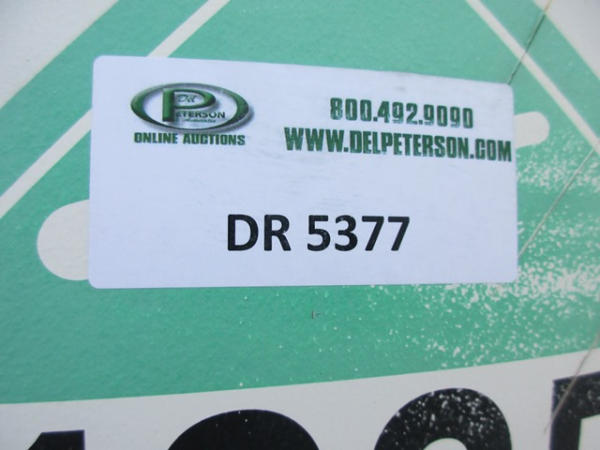 Del
PETERSON
ONLINE AUCTIONS
800.492.9090
WWW.DELPETERSON.COM
DR 5377